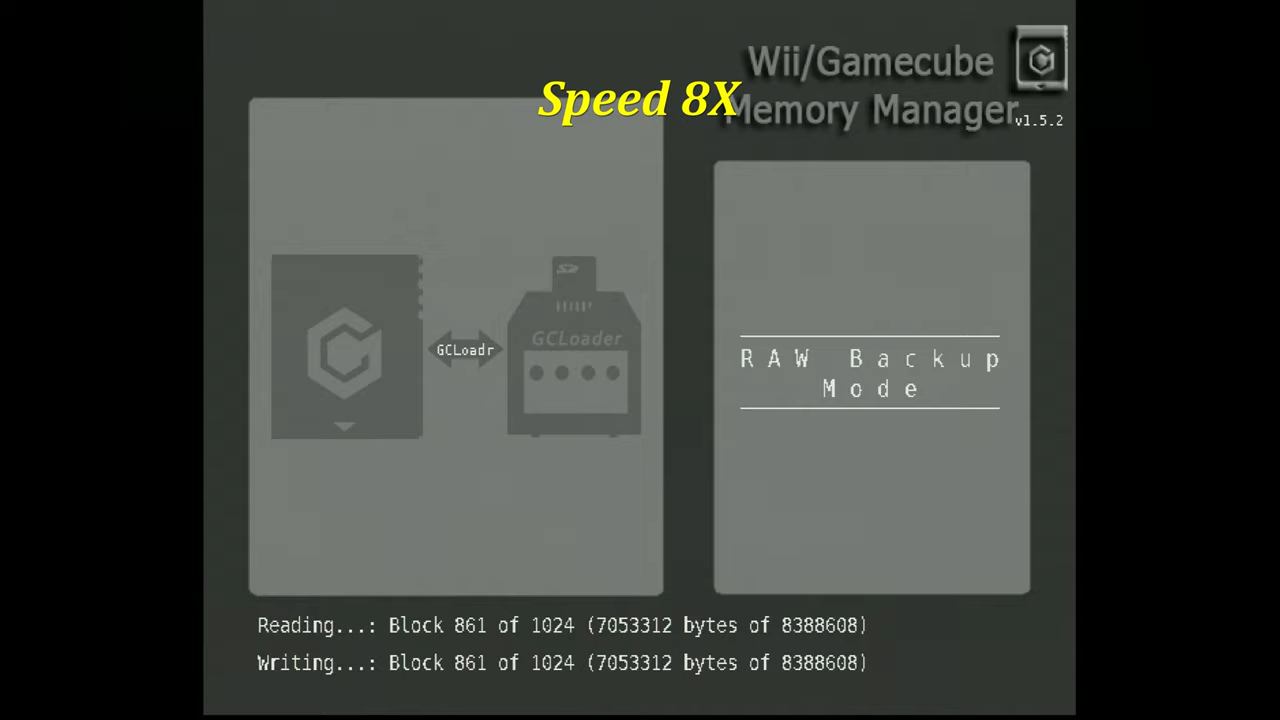 Wii/Gamecube
Speed 8X
Memory Manager
v1.5.2
SD
GCLoader
GCLoadr
RAW Backup
Mode
Reading...: Block 861 of 1024 (7053312 bytes of 8388608)
Writing...: Block 861 of 1024 (7053312 bytes of 8388608)